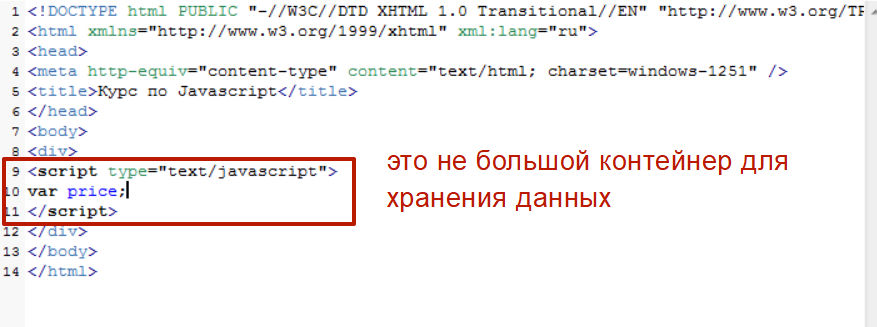 1 <!DOCTYPE html PUBLIC "-//W3C//DTD XHTML 1.0 Transitional//EN" "http://www.w3.org/TF
2 <html xmlns="http://www.w3.org/1999/xhtml" xml:lang="ru">
3 <head>
4 <meta http-equiv="content-type" content="text/html; charset=windows-1251" />
5 <title>Курс по Javascript</title>
6 </head>
7 <body>
8 <div>
9 <script type="text/javascript">
10 var price;
11 </script>
12 </div>
13 </body>
14 </html>
это не большой контейнер для
хранения данных